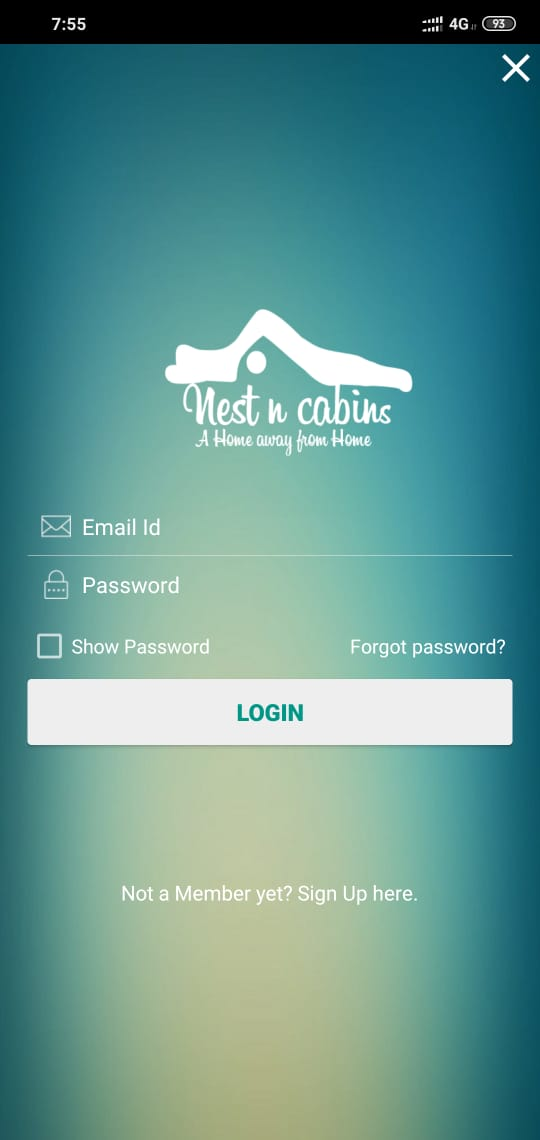 7:55
4G 93
Nest n cabins
A Home away from Home
Email Id
Password
Show Password Forgot password?
LOGIN
Not a Member yet? Sign Up here.